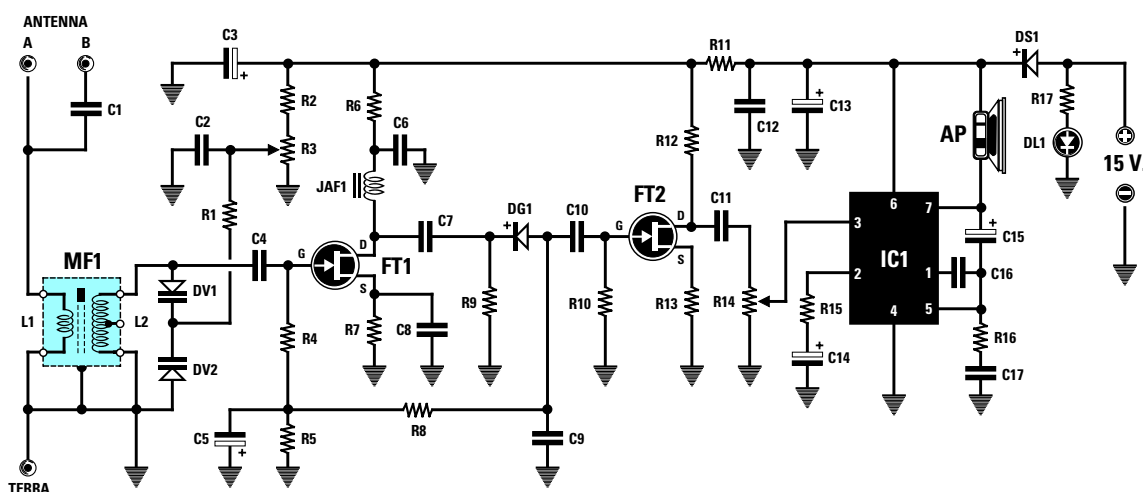 ANTENNA
A B
C3
+
DS1
+
R11
C1
R2
R6
C2
C6
R3
R12
C12
+
C13
R17
AP
DL1
15 V.
JAF1
R1
C4
C7
DG1
+
C10
FT2
G
D
S
C11
MF1
G
D
S
FT1
3
6
7
+
C15
IC1
1
C16
2
5
4
L1
L2
DV1
R4
R7
C8
R9
R10
R13
R14
R15
R16
+
C14
C17
DV2
C5
+
R5
R8
C9
TERRA